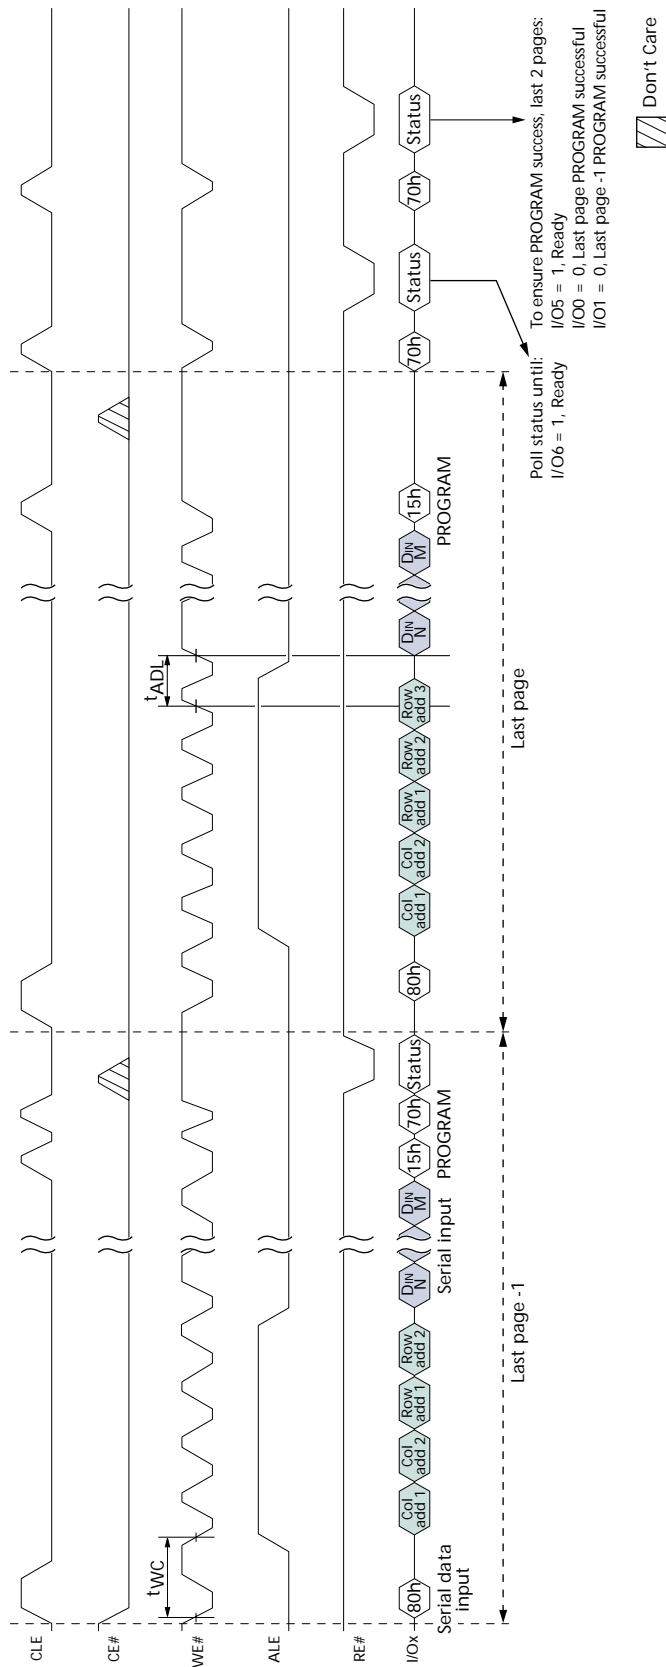 CLE
CE#
WE#
tWC
tADL
ALE
RE#
I/Ox
80h
Col add 1
Col add 2
Row add 1
Row add 2
DIN N
DIN M
15h
70h
Status
80h
Col add 1
Col add 2
Row add 1
Row add 2
Row add 3
DIN N
DIN M
15h
70h
Status
70h
Status
Serial data
input
Serial input
PROGRAM
PROGRAM
Last page -1
Last page
Poll status until:
I/O6 = 1, Ready
To ensure PROGRAM success, last 2 pages:
I/O5 = 1, Ready
I/O0 = 0, Last page PROGRAM successful
I/O1 = 0, Last page -1 PROGRAM successful
Don't Care